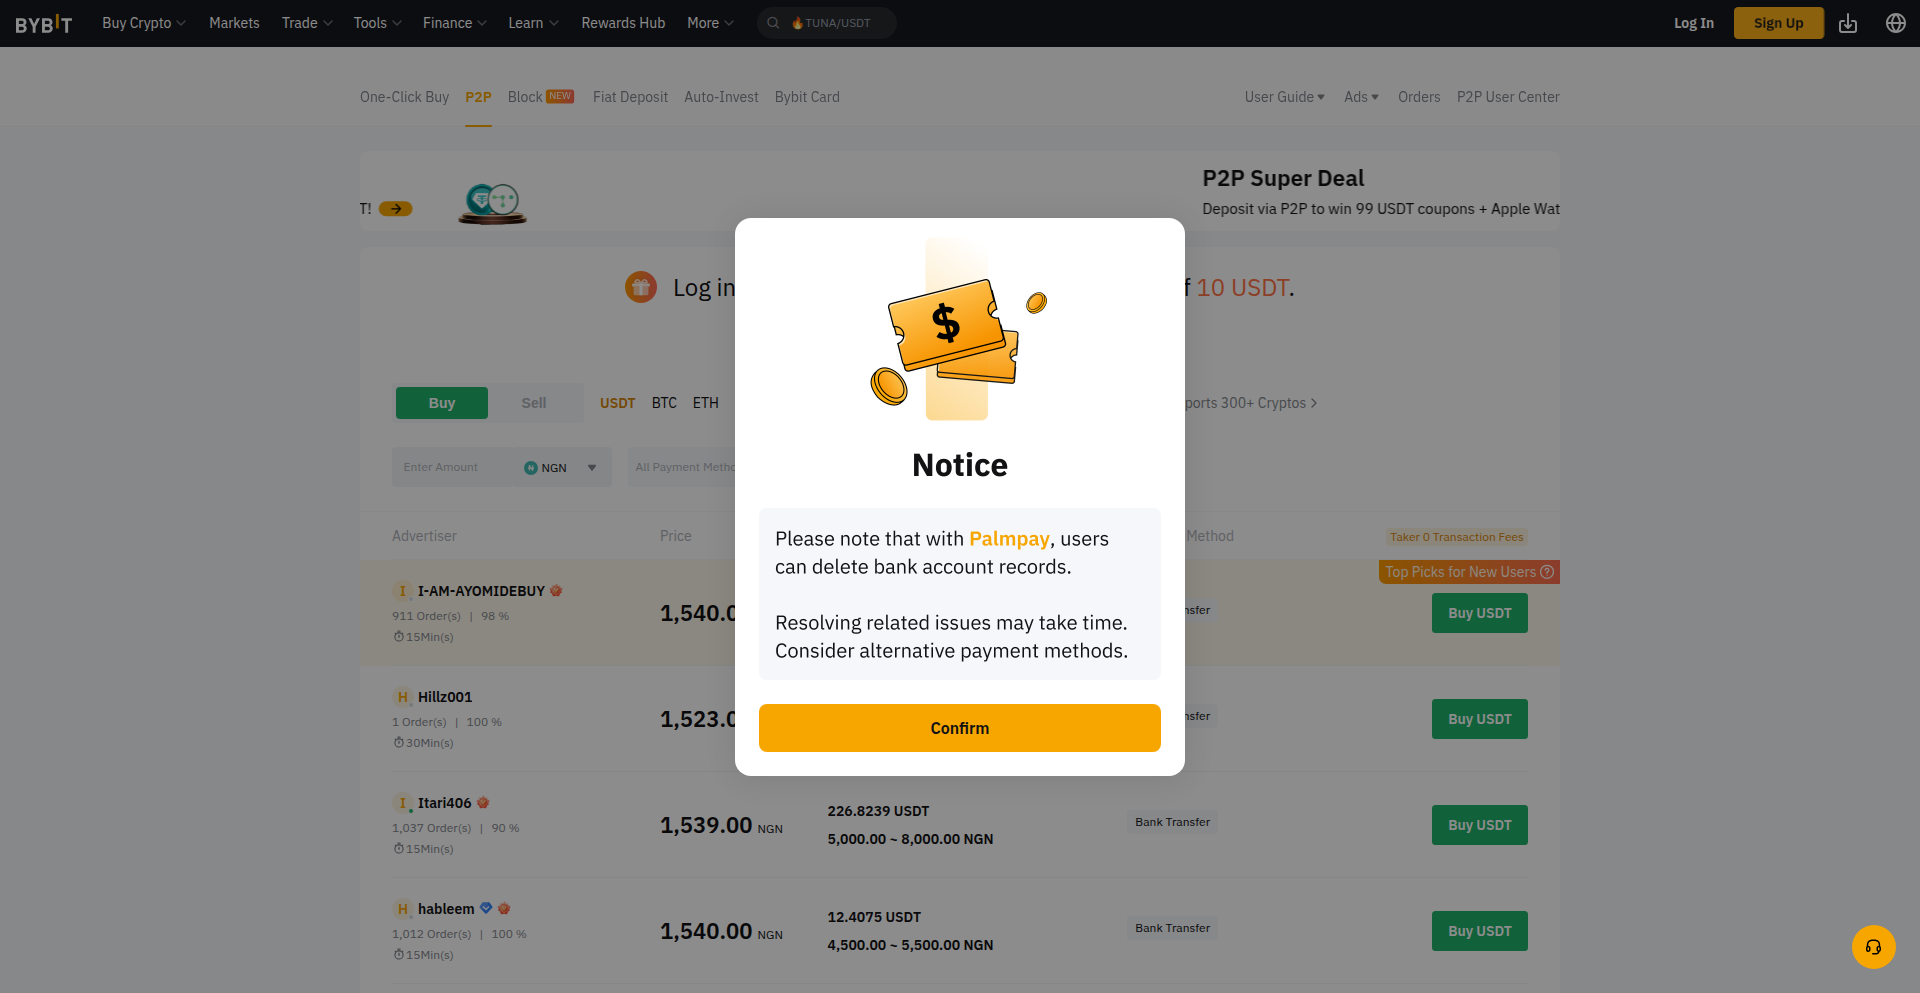 BYBIT Buy Crypto Markets Trade Tools Finance Learn Rewards Hub More TUNA/USDT Log In Sign Up
One-Click Buy P2P Block NEW Fiat Deposit Auto-Invest Bybit Card User Guide Ads Orders P2P User Center
P2P Super Deal
T! Deposit via P2P to win 99 USDT coupons + Apple Wat
Log in
10 USDT.
Buy Sell USDT BTC ETH
ports 300+ Cryptos
Enter Amount NGN All Payment Metho
Advertiser Price Method Taker 0 Transaction Fees
Top Picks for New Users
I I-AM-AYOMIDEBUY
911 Order(s) | 98 %
15Min(s)
1,540.0
nsfer
Buy USDT
H Hillz001
1 Order(s) | 100 %
30Min(s)
1,523.0
nsfer
Buy USDT
I Itari406
1,037 Order(s) | 90 %
15Min(s)
1,539.00 NGN
226.8239 USDT
5,000.00 ~ 8,000.00 NGN
Bank Transfer
Buy USDT
H hableem
1,012 Order(s) | 100 %
15Min(s)
1,540.00 NGN
12.4075 USDT
4,500.00 ~ 5,500.00 NGN
Bank Transfer
Buy USDT
$
Notice
Please note that with Palmpay, users
can delete bank account records.
Resolving related issues may take time.
Consider alternative payment methods.
Confirm